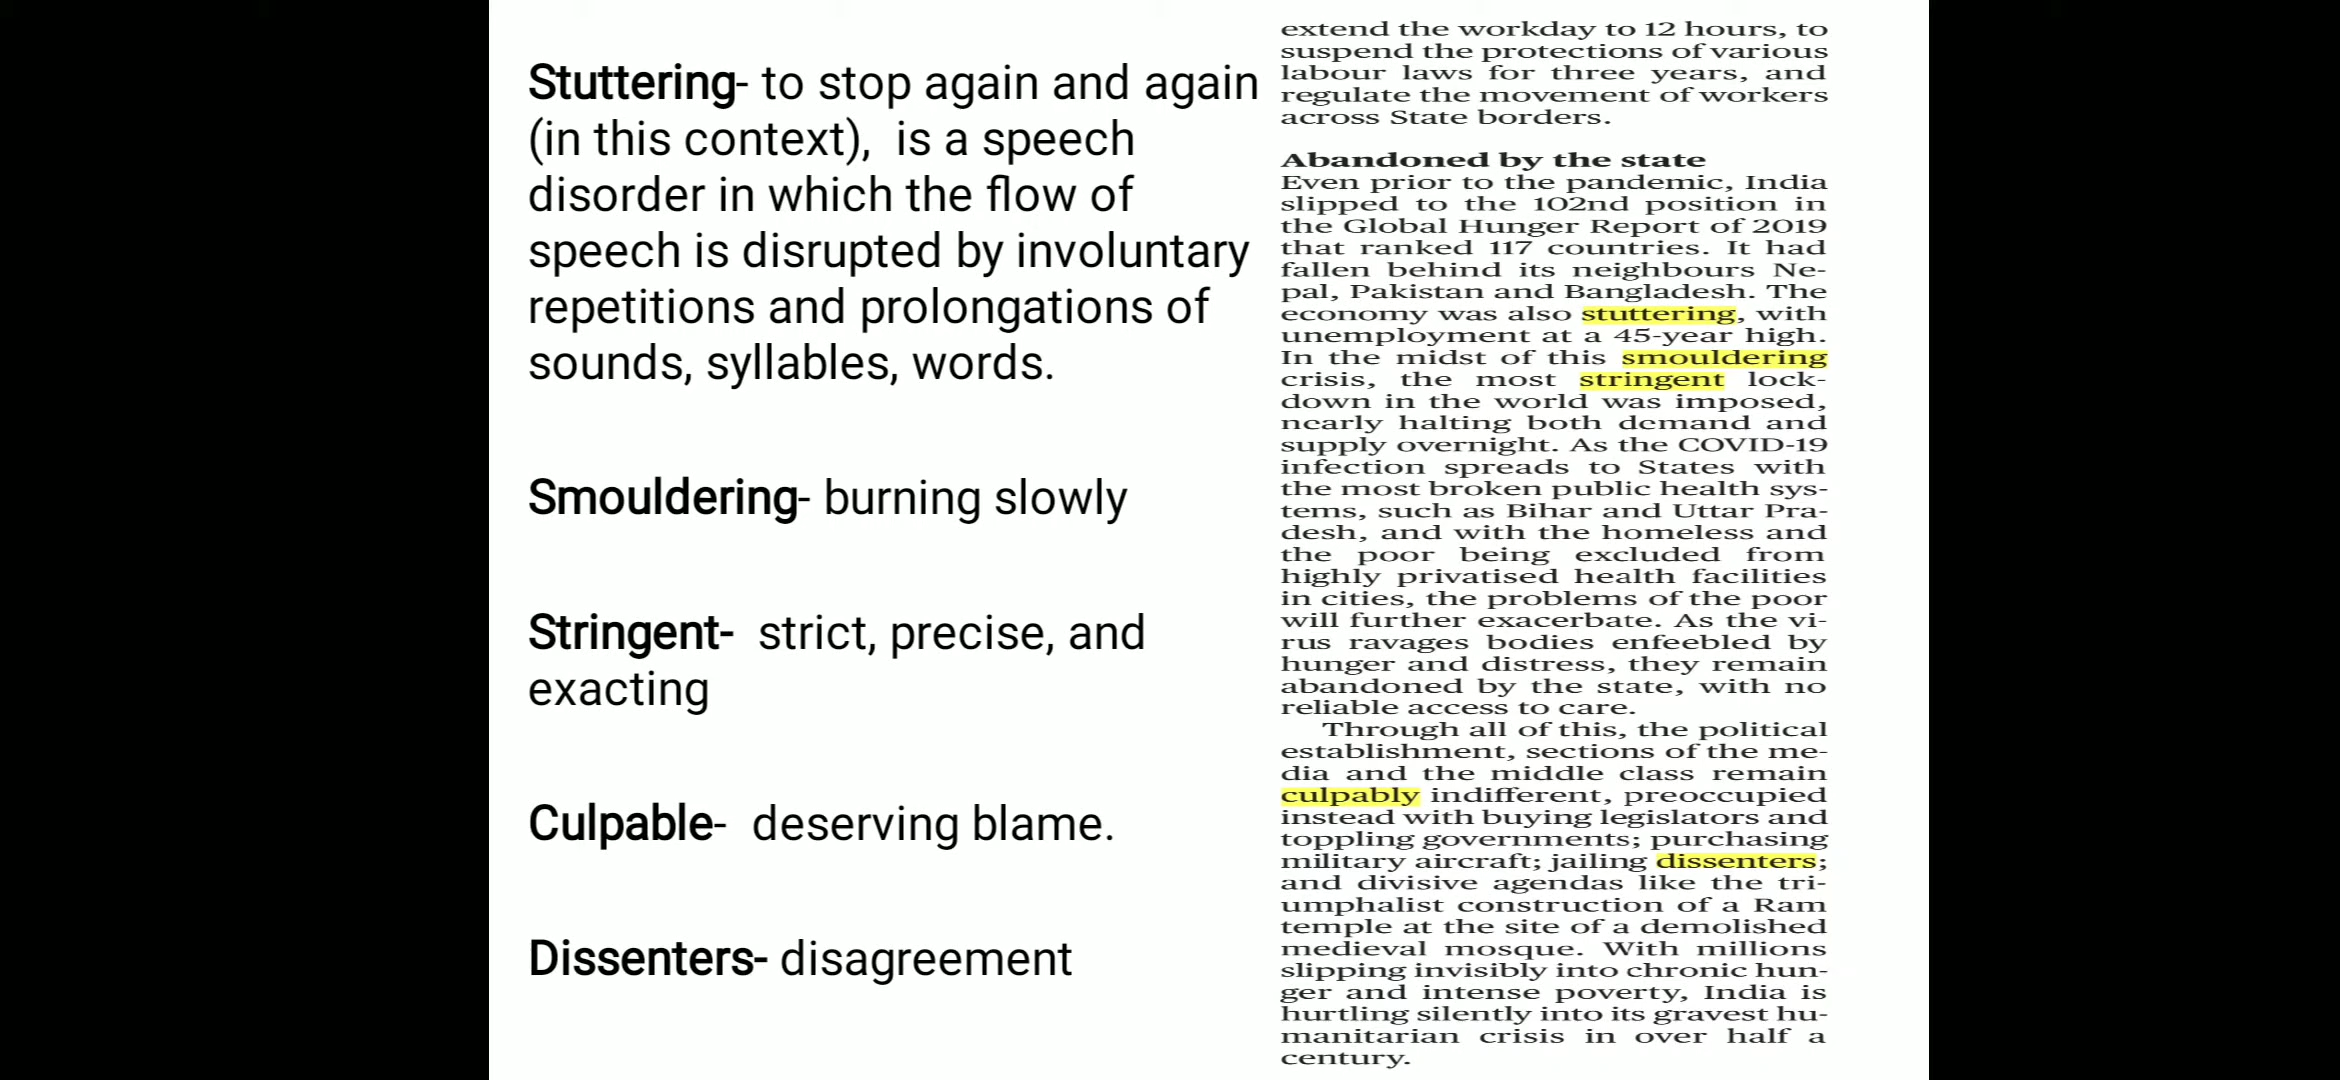 Stuttering- to stop again and again
(in this context),  is a speech
disorder in which the flow of
speech is disrupted by involuntary
repetitions and prolongations of
sounds, syllables, words.
Smouldering- burning slowly
Stringent-  strict, precise, and
exacting
Culpable-  deserving blame.
Dissenters- disagreement
extend the workday to 12 hours, to
suspend the protections of various
labour laws for three years, and
regulate the movement of workers
across State borders.
Abandoned by the state
Even prior to the pandemic, India
slipped to the 102nd position in
the Global Hunger Report of 2019
that ranked 117 countries. It had
fallen behind its neighbours Ne-
pal, Pakistan and Bangladesh. The
economy was also stuttering, with
unemployment at a 45-year high.
In the midst of this smouldering
crisis, the most stringent lock-
down in the world was imposed,
nearly halting both demand and
supply overnight. As the COVID-19
infection spreads to States with
the most broken public health sys-
tems, such as Bihar and Uttar Pra-
desh, and with the homeless and
the poor being excluded from
highly privatised health facilities
in cities, the problems of the poor
will further exacerbate. As the vi-
rus ravages bodies enfeebled by
hunger and distress, they remain
abandoned by the state, with no
reliable access to care.
Through all of this, the political
establishment, sections of the me-
dia and the middle class remain
culpably indifferent, preoccupied
instead with buying legislators and
toppling governments; purchasing
military aircraft; jailing dissenters;
and divisive agendas like the tri-
umphalist construction of a Ram
temple at the site of a demolished
medieval mosque. With millions
slipping invisibly into chronic hun-
ger and intense poverty, India is
hurtling silently into its gravest hu-
manitarian crisis in over half a
century.